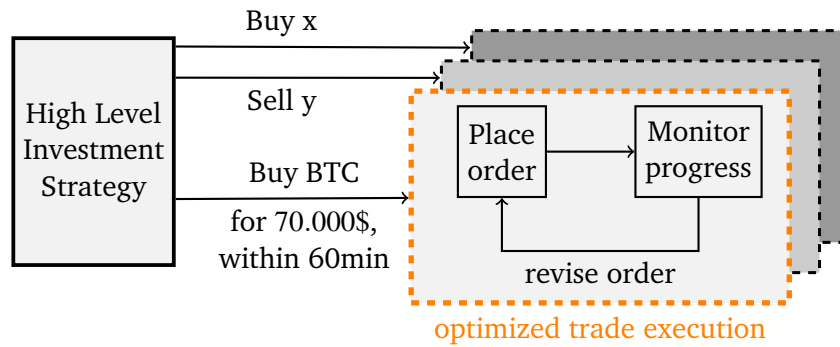 Buy x
Sell y
High Level
Investment
Strategy
Buy BTC
for 70.000$,
within 60min
Place
order
Monitor
progress
revise order
optimized trade execution